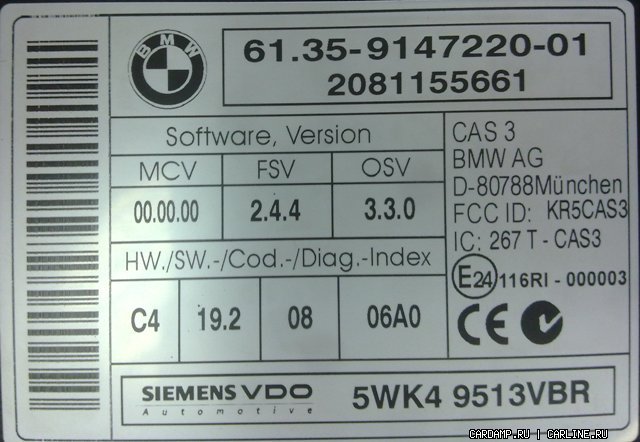 BMW
61.35-9147220-01
2081155661
Software, Version
MCV FSV OSV
00.00.00 2.4.4 3.3.0
HW./SW.-/Cod.-/Diag.-Index
C4 19.2 08 06A0
CAS 3
BMW AG
D-80788München
FCC ID: KR5CAS3
IC: 267 T - CAS3
E24 116RI - 000003
CE
SIEMENS VDO
Automotive
5WK4 9513VBR
CARDAMP.RU | CARLINE.RU